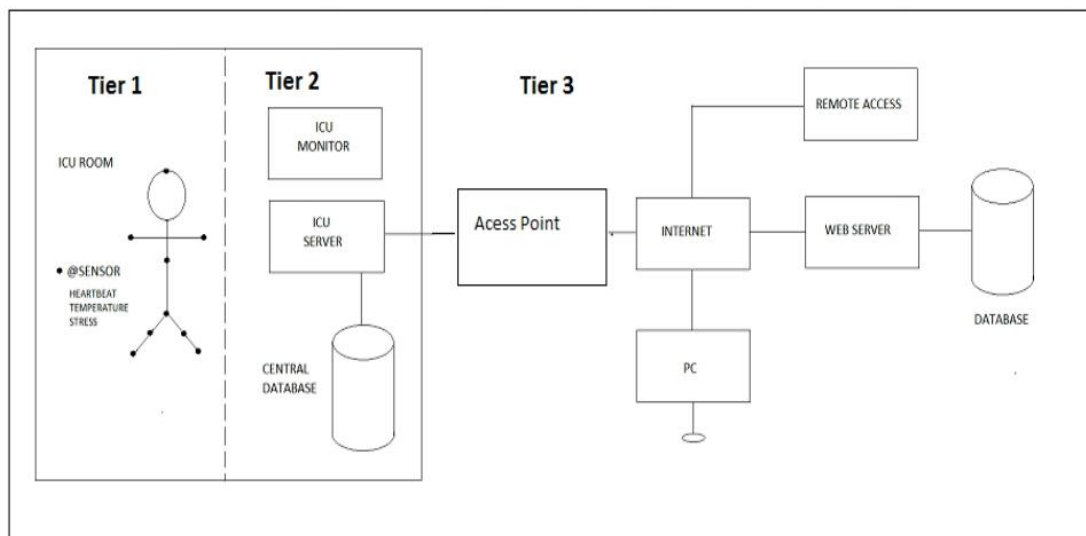 Tier 1
Tier 2
Tier 3
ICU ROOM
@SENSOR
HEARTBEAT
TEMPERATURE
STRESS
ICU
MONITOR
ICU
SERVER
CENTRAL
DATABASE
Acess Point
INTERNET
REMOTE ACCESS
WEB SERVER
PC
DATABASE